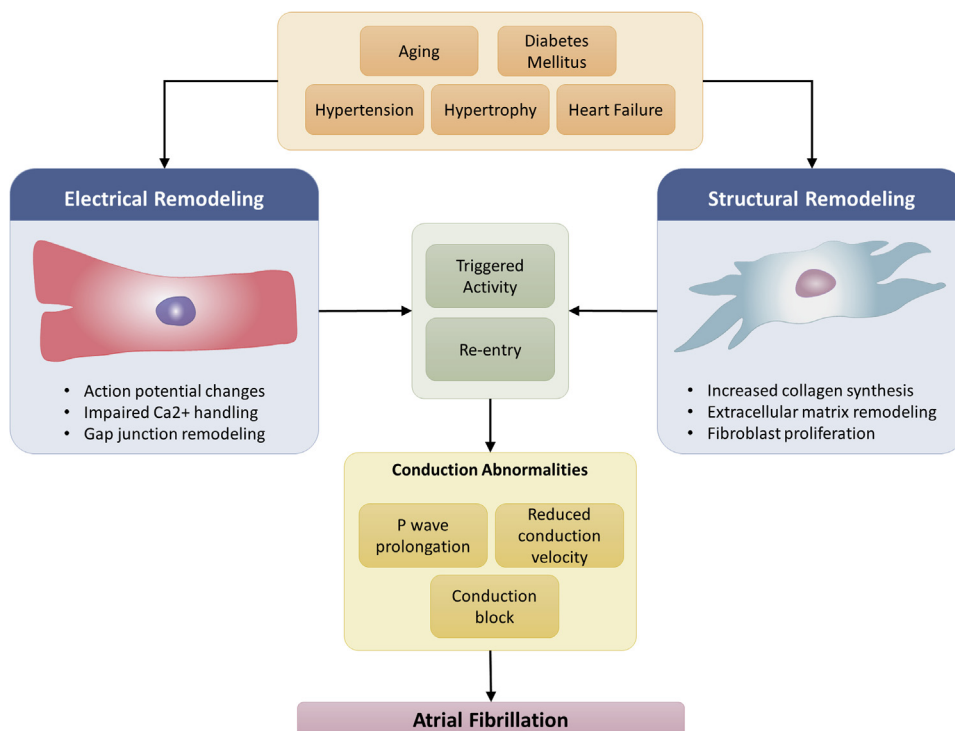 Aging
Diabetes
Mellitus
Hypertension
Hypertrophy
Heart Failure
Electrical Remodeling
• Action potential changes
• Impaired Ca2+ handling
• Gap junction remodeling
Triggered
Activity
Re-entry
Structural Remodeling
• Increased collagen synthesis
• Extracellular matrix remodeling
• Fibroblast proliferation
Conduction Abnormalities
P wave
prolongation
Reduced
conduction
velocity
Conduction
block
Atrial Fibrillation